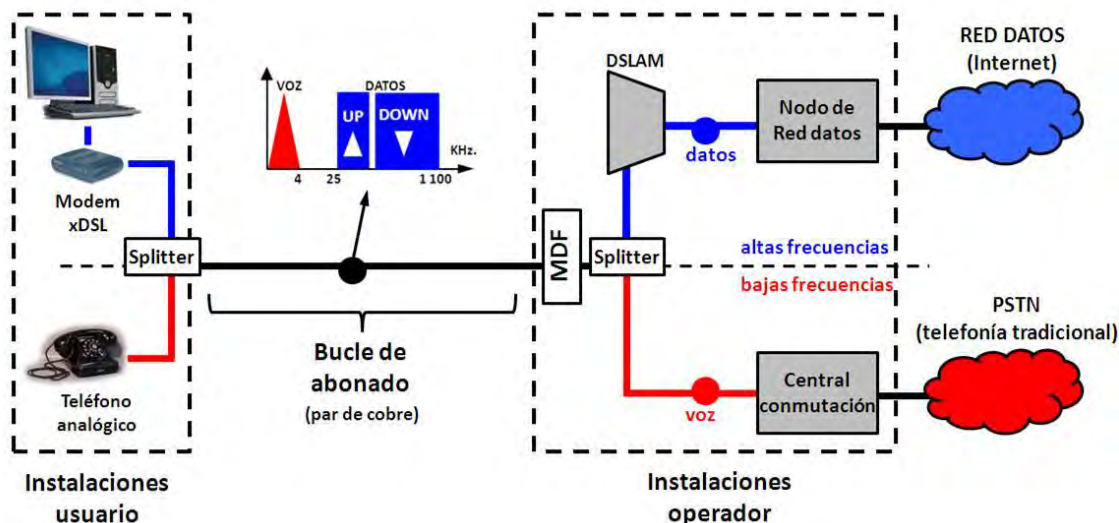 Modem
xDSL
Splitter
Teléfono
analógico
Instalaciones
usuario
VOZ
DATOS
UP
DOWN
KHz.
4
25
1 100
Bucle de
abonado
(par de cobre)
MDF
Splitter
DSLAM
datos
Nodo de
Red datos
altas frecuencias
bajas frecuencias
voz
Central
conmutación
Instalaciones
operador
RED DATOS
(Internet)
PSTN
(telefonía tradicional)